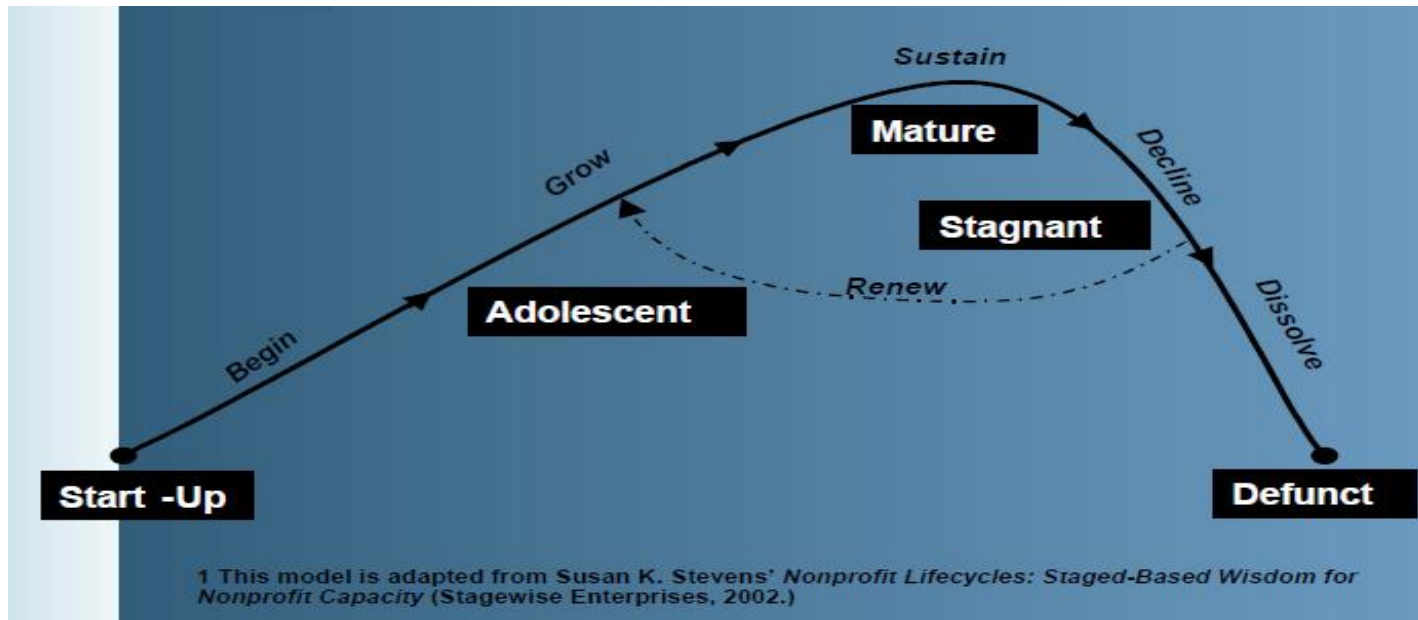 Sustain
Mature
Decline
Grow
Stagnant
Renew
Adolescent
Dissolve
Begin
Start -Up
Defunct
1 This model is adapted from Susan K. Stevens' Nonprofit Lifecycles: Staged-Based Wisdom for
Nonprofit Capacity (Stagewise Enterprises, 2002.)